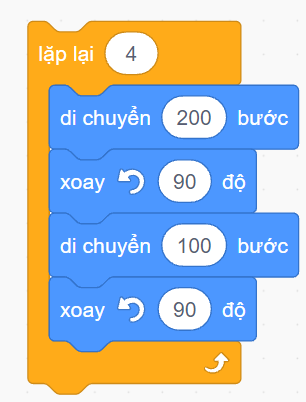 lặp lại 4
di chuyển 200 bước
xoay 90 độ
di chuyển 100 bước
xoay 90 độ